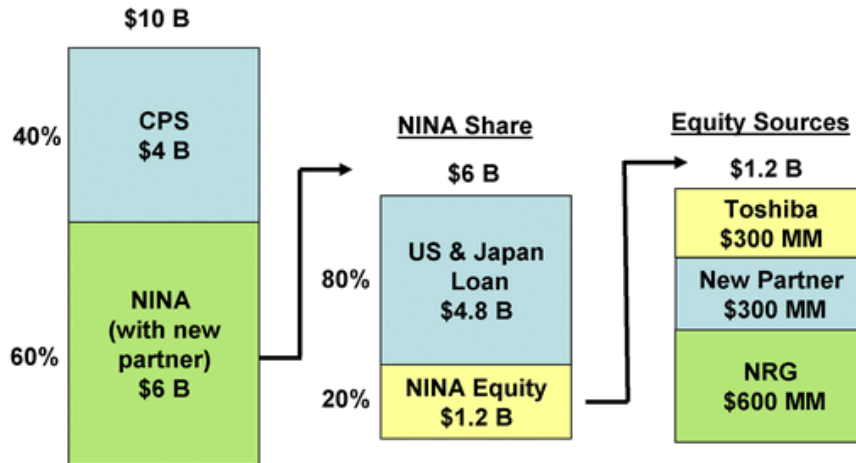 $10 B
40%
CPS
$4 B
60%
NINA
(with new
partner)
$6 B
NINA Share
$6 B
80%
US & Japan
Loan
$4.8 B
20%
NINA Equity
$1.2 B
Equity Sources
$1.2 B
Toshiba
$300 MM
New Partner
$300 MM
NRG
$600 MM